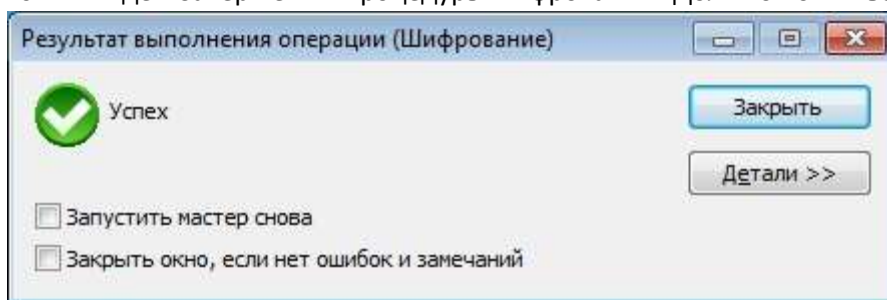 Результат выполнения операции (Шифрование)
Успех
Закрыть
Детали >>
Запустить мастер снова
Закрыть окно, если нет ошибок и замечаний